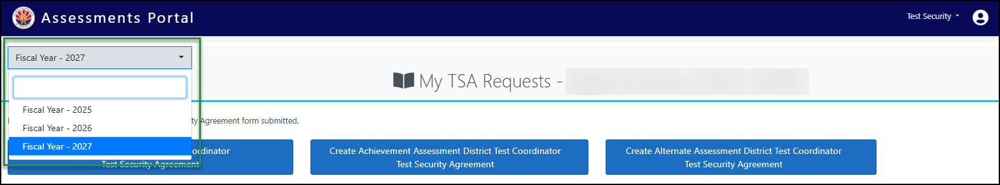 Assessments Portal
Test Security
Fiscal Year - 2027
My TSA Requests -
Fiscal Year - 2025
Fiscal Year - 2026
Fiscal Year - 2027
Agreement form submitted.
Test Security Agreement
Create Achievement Assessment District Test Coordinator
Test Security Agreement
Create Alternate Assessment District Test Coordinator
Test Security Agreement